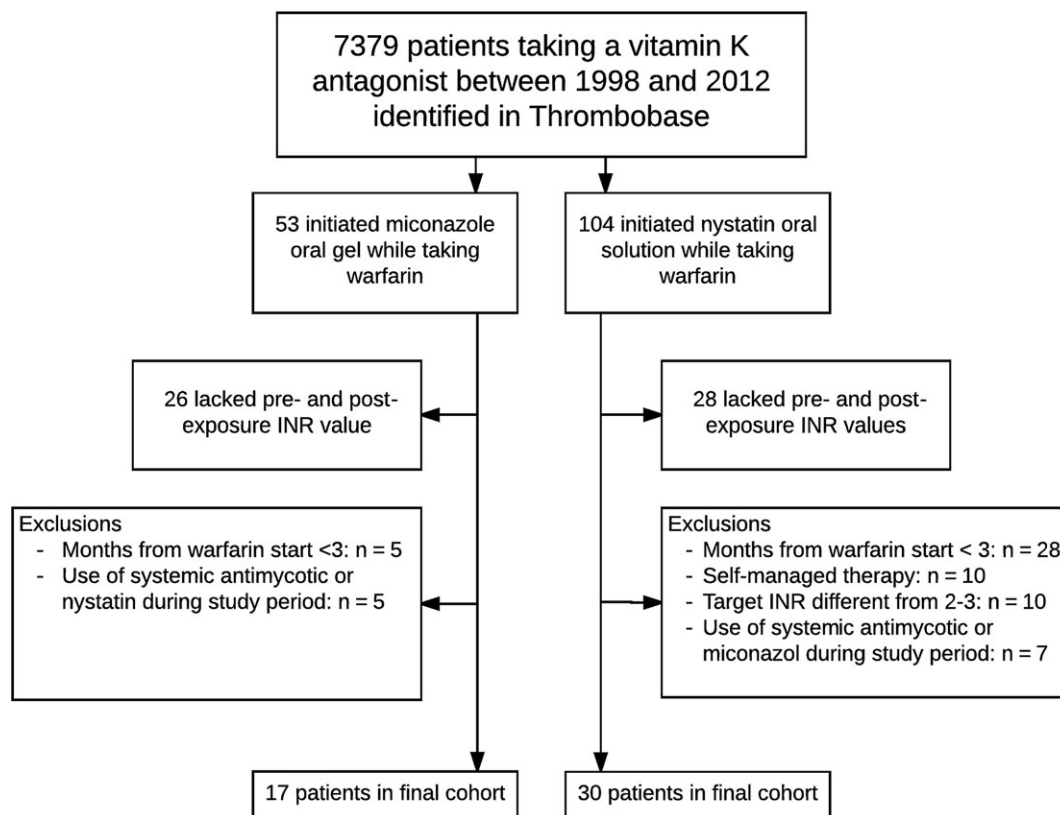 7379 patients taking a vitamin K
antagonist between 1998 and 2012
identified in Thrombobase
53 initiated miconazole
oral gel while taking
warfarin
104 initiated nystatin oral
solution while taking
warfarin
26 lacked pre- and post-
exposure INR value
28 lacked pre- and post-
exposure INR values
Exclusions
- Months from warfarin start <3: n = 5
- Use of systemic antimycotic or
nystatin during study period: n = 5
Exclusions
- Months from warfarin start < 3: n = 28
- Self-managed therapy: n = 10
- Target INR different from 2-3: n = 10
- Use of systemic antimycotic or
miconazol during study period: n = 7
17 patients in final cohort
30 patients in final cohort